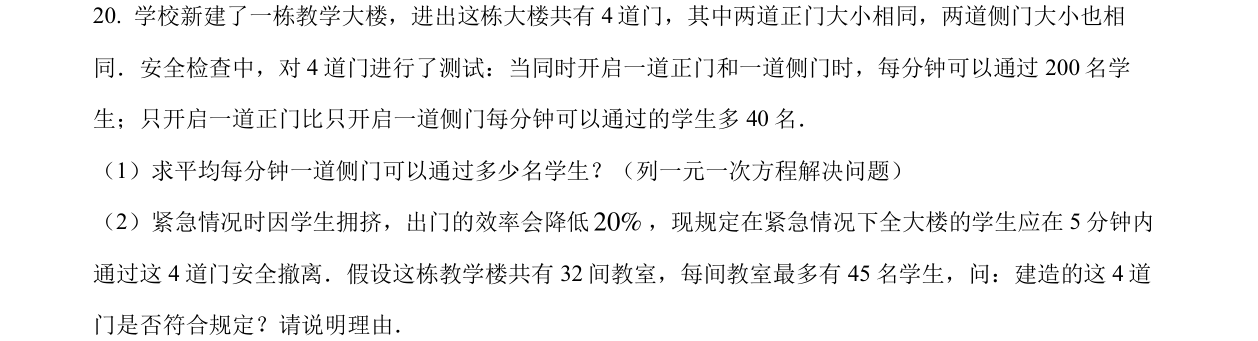 20. 学校新建了一栋教学大楼，进出这栋大楼共有 4 道门，其中两道正门大小相同，两道侧门大小也相
同．安全检查中，对 4 道门进行了测试：当同时开启一道正门和一道侧门时，每分钟可以通过 200 名学
生；只开启一道正门比只开启一道侧门每分钟可以通过的学生多 40 名．
（1）求平均每分钟一道侧门可以通过多少名学生？（列一元一次方程解决问题）
（2）紧急情况时因学生拥挤，出门的效率会降低 20% ，现规定在紧急情况下全大楼的学生应在 5 分钟内
通过这 4 道门安全撤离．假设这栋教学楼共有 32 间教室，每间教室最多有 45 名学生，问：建造的这 4 道
门是否符合规定？请说明理由．